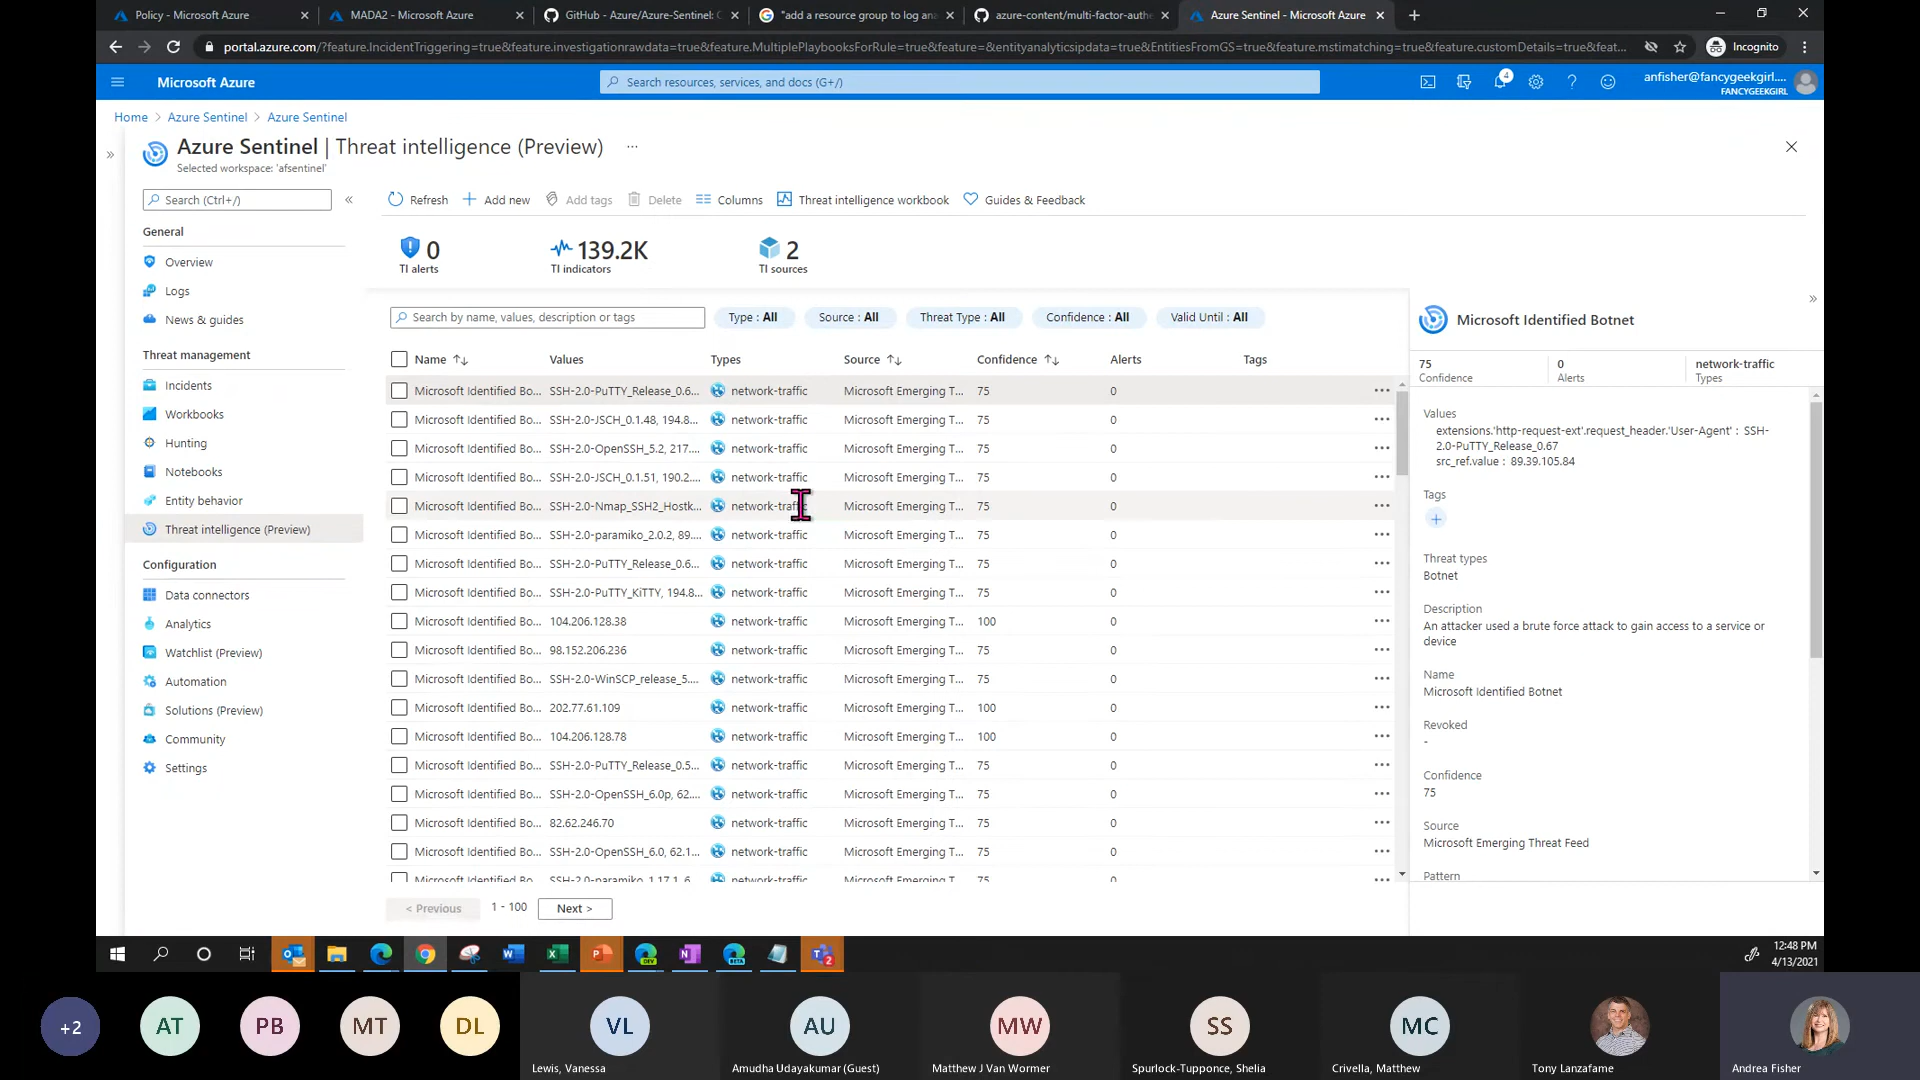 Policy - Microsoft Azure
MADA2 - Microsoft Azure
GitHub - Azure/Azure-Sentinel: C
"add a resource group to log ana
azure-content/multi-factor-authe
Azure Sentinel - Microsoft Azure
portal.azure.com/?feature.IncidentTriggering=true&feature.investigationrawdata=true&feature.MultiplePlaybooksForRule=true&feature=&entityanalyticsipdata=true&EntitiesFromGS=true&feature.mstimatching=true&feature.customDetails=true&feat...
Incognito
Microsoft Azure
Search resources, services, and docs (G+/)
4
anfisher@fancygeekgirl....
FANCYGEEKGIRL
Home > Azure Sentinel > Azure Sentinel
Azure Sentinel | Threat intelligence (Preview) ...
Selected workspace: 'afsentinel'
Search (Ctrl+/)
General
Overview
Logs
News & guides
Threat management
Incidents
Workbooks
Hunting
Notebooks
Entity behavior
Threat intelligence (Preview)
Configuration
Data connectors
Analytics
Watchlist (Preview)
Automation
Solutions (Preview)
Community
Settings
Refresh
Add new
Add tags
Delete
Columns
Threat intelligence workbook
Guides & Feedback
0
TI alerts
139.2K
TI indicators
2
TI sources
Search by name, values, description or tags
Type : All
Source : All
Threat Type : All
Confidence : All
Valid Until : All
Name Values Types Source Confidence Alerts Tags
Microsoft Identified Bo... SSH-2.0-PuTTY_Release_0.6... network-traffic Microsoft Emerging T... 75 0
Microsoft Identified Bo... SSH-2.0-JSCH_0.1.48, 194.8... network-traffic Microsoft Emerging T... 75 0
Microsoft Identified Bo... SSH-2.0-OpenSSH_5.2, 217.... network-traffic Microsoft Emerging T... 75 0
Microsoft Identified Bo... SSH-2.0-JSCH_0.1.51, 190.2... network-traffic Microsoft Emerging T... 75 0
Microsoft Identified Bo... SSH-2.0-Nmap_SSH2_Hostk... network-traffic Microsoft Emerging T... 75 0
Microsoft Identified Bo... SSH-2.0-paramiko_2.0.2, 89.... network-traffic Microsoft Emerging T... 75 0
Microsoft Identified Bo... SSH-2.0-PuTTY_Release_0.6... network-traffic Microsoft Emerging T... 75 0
Microsoft Identified Bo... SSH-2.0-PuTTY_KiTTY, 194.8... network-traffic Microsoft Emerging T... 75 0
Microsoft Identified Bo... 104.206.128.38 network-traffic Microsoft Emerging T... 100 0
Microsoft Identified Bo... 98.152.206.236 network-traffic Microsoft Emerging T... 75 0
Microsoft Identified Bo... SSH-2.0-WinSCP_release_5.... network-traffic Microsoft Emerging T... 75 0
Microsoft Identified Bo... 202.77.61.109 network-traffic Microsoft Emerging T... 100 0
Microsoft Identified Bo... 104.206.128.78 network-traffic Microsoft Emerging T... 100 0
Microsoft Identified Bo... SSH-2.0-PuTTY_Release_0.5... network-traffic Microsoft Emerging T... 75 0
Microsoft Identified Bo... SSH-2.0-OpenSSH_6.0p, 62.... network-traffic Microsoft Emerging T... 75 0
Microsoft Identified Bo... 82.62.246.70 network-traffic Microsoft Emerging T... 75 0
Microsoft Identified Bo... SSH-2.0-OpenSSH_6.0, 62.1... network-traffic Microsoft Emerging T... 75 0
Microsoft Identified Bo... SSH-2.0-paramiko_1.17.1, 6... network-traffic Microsoft Emerging T... 75 0
< Previous 1 - 100 Next >
Microsoft Identified Botnet
75
Confidence
0
Alerts
network-traffic
Types
Values
extensions.'http-request-ext'.request_header.'User-Agent' : SSH-
2.0-PuTTY_Release_0.67
src_ref.value : 89.39.105.84
Tags
Threat types
Botnet
Description
An attacker used a brute force attack to gain access to a service or
device
Name
Microsoft Identified Botnet
Revoked
-
Confidence
75
Source
Microsoft Emerging Threat Feed
Pattern
12:48 PM
4/13/2021
+2
AT
PB
MT
DL
VL
Lewis, Vanessa
AU
Amudha Udayakumar (Guest)
MW
Matthew J Van Wormer
SS
Spurlock-Tupponce, Shelia
MC
Crivella, Matthew
Tony Lanzafame
Andrea Fisher